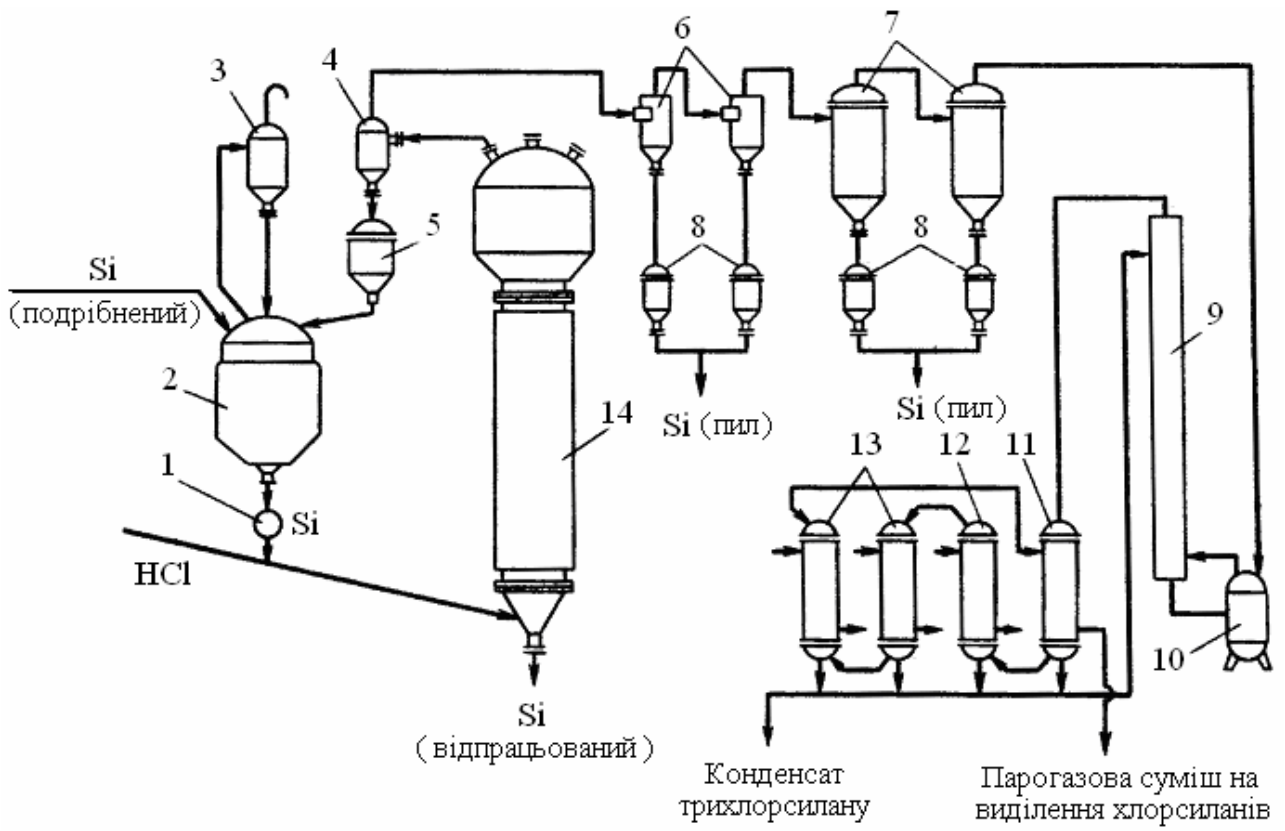 6
7
3
4
5
8
8
Si
(подрібнений)
9
2
Si (пил)
Si (пил)
14
13
12
11
1
Si
HCl
10
Si
(відпрацьований)
Конденсат
трихлорсилану
Парогазова суміш на
виділення хлорсиланів